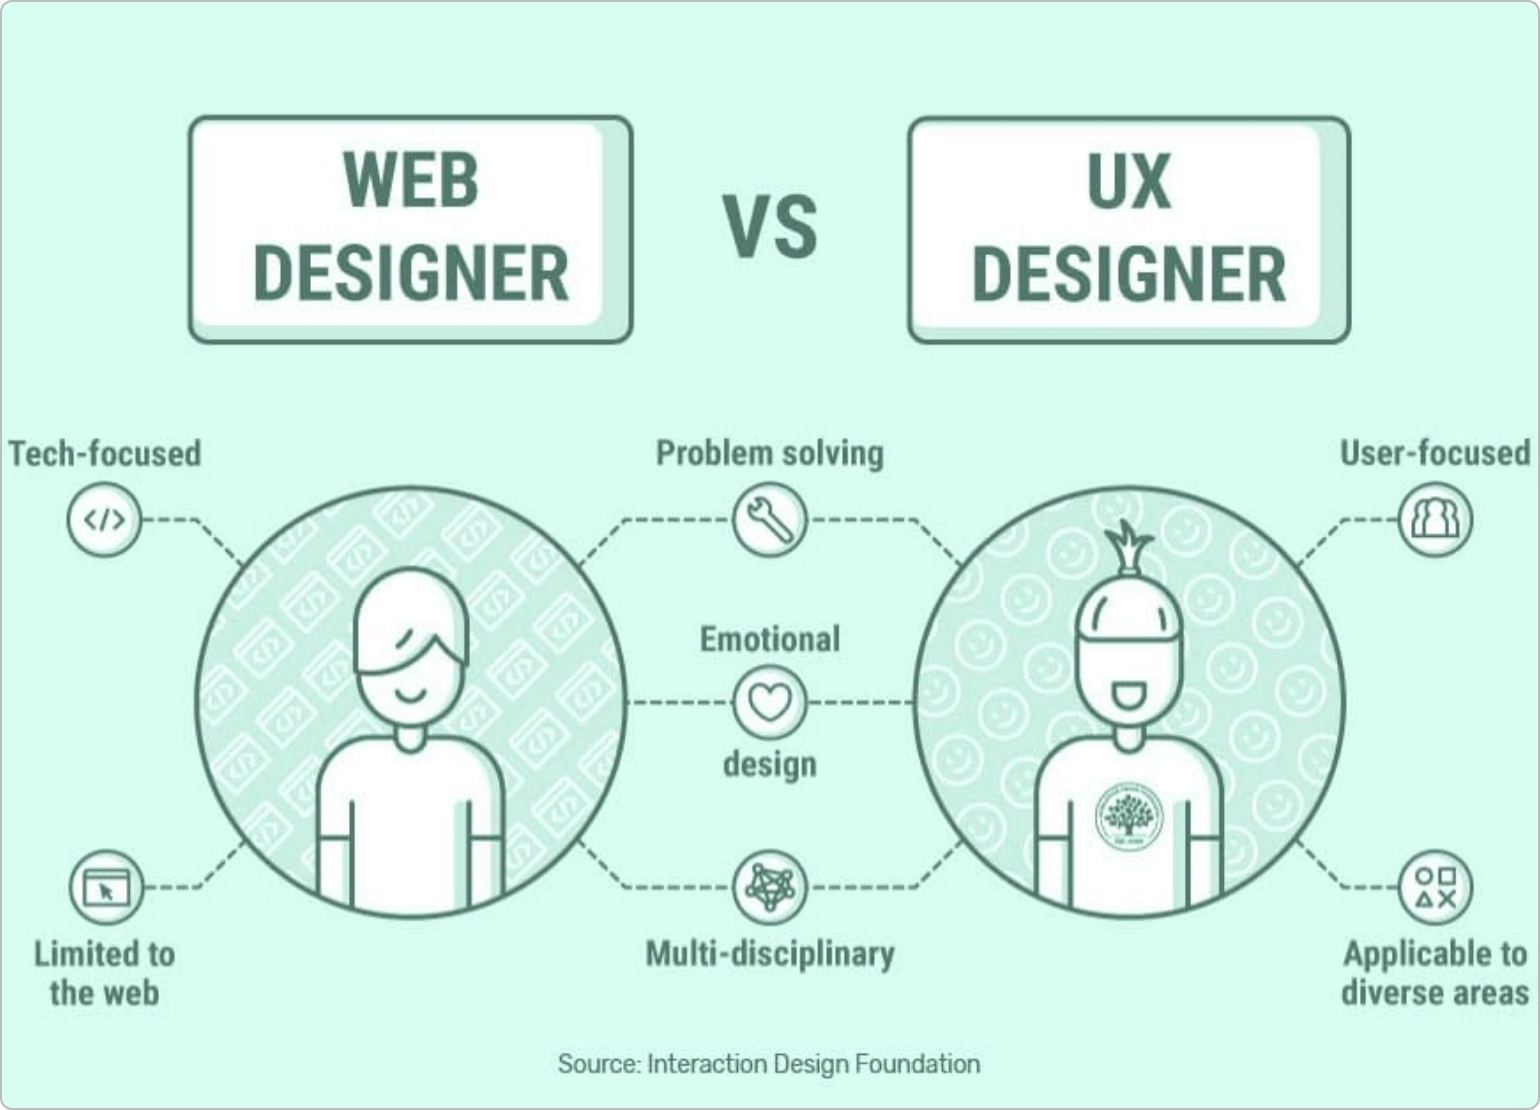 WEB
DESIGNER
VS
UX
DESIGNER
Tech-focused
Problem solving
User-focused
Emotional
design
Limited to
the web
Multi-disciplinary
Applicable to
diverse areas
Source: Interaction Design Foundation